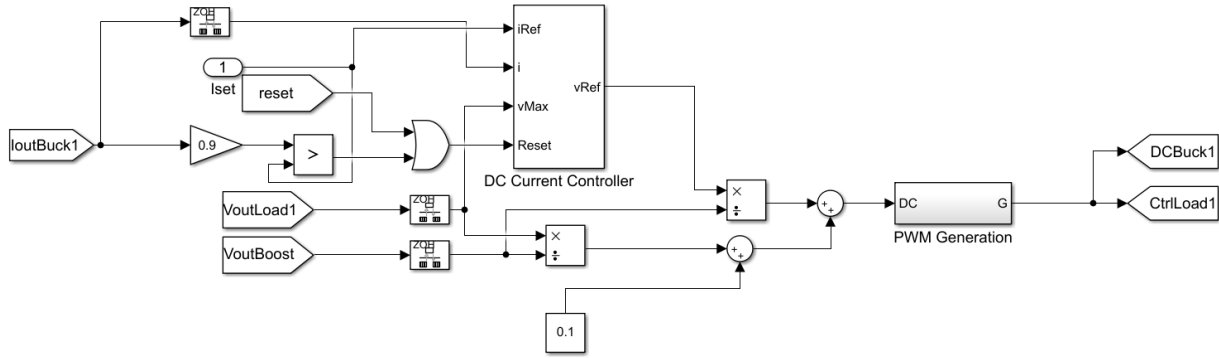 ZOH
iRef
1
Iset
i
reset
vRef
vMax
IoutBuck1
0.9
>
Reset
DCBuck1
DC Current Controller
×
÷
VoutLoad1
ZOH
DC
G
CtrlLoad1
PWM Generation
++
VoutBoost
ZOH
×
÷
++
0.1